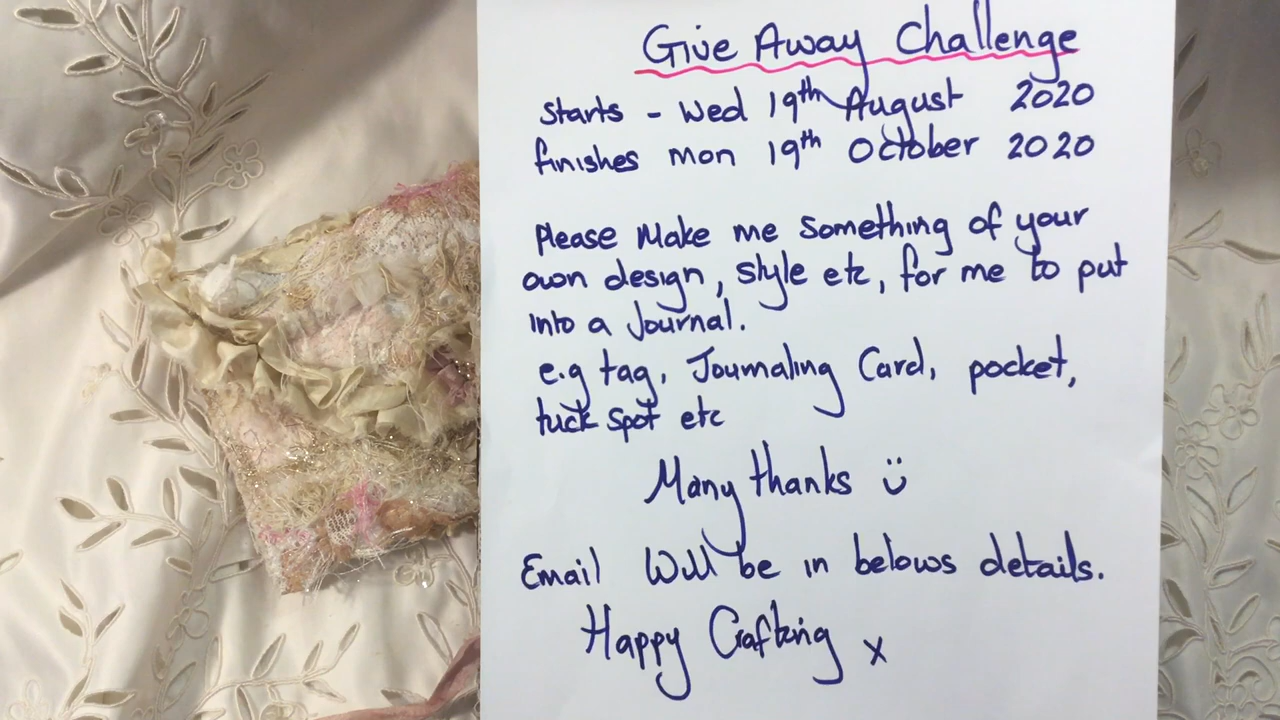 Give Away Challenge
Starts - Wed 19th August 2020
finishes Mon 19th October 2020
Please Make me Something of your
own design, style etc, for me to put
into a Journal.
e.g tag, Journaling Card, pocket,
tuck spot etc
Many thanks ü
Email Will be in belows details.
Happy Crafting x